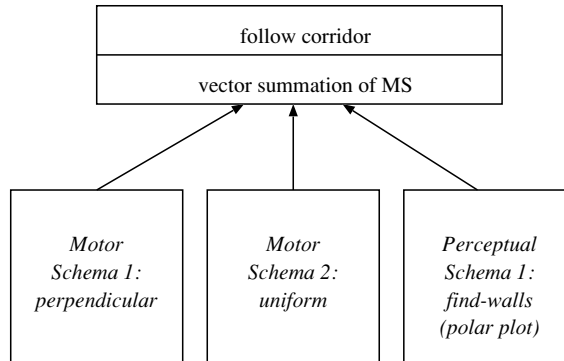 follow corridor
vector summation of MS
Motor
Schema 1:
perpendicular
Motor
Schema 2:
uniform
Perceptual
Schema 1:
find-walls
(polar plot)